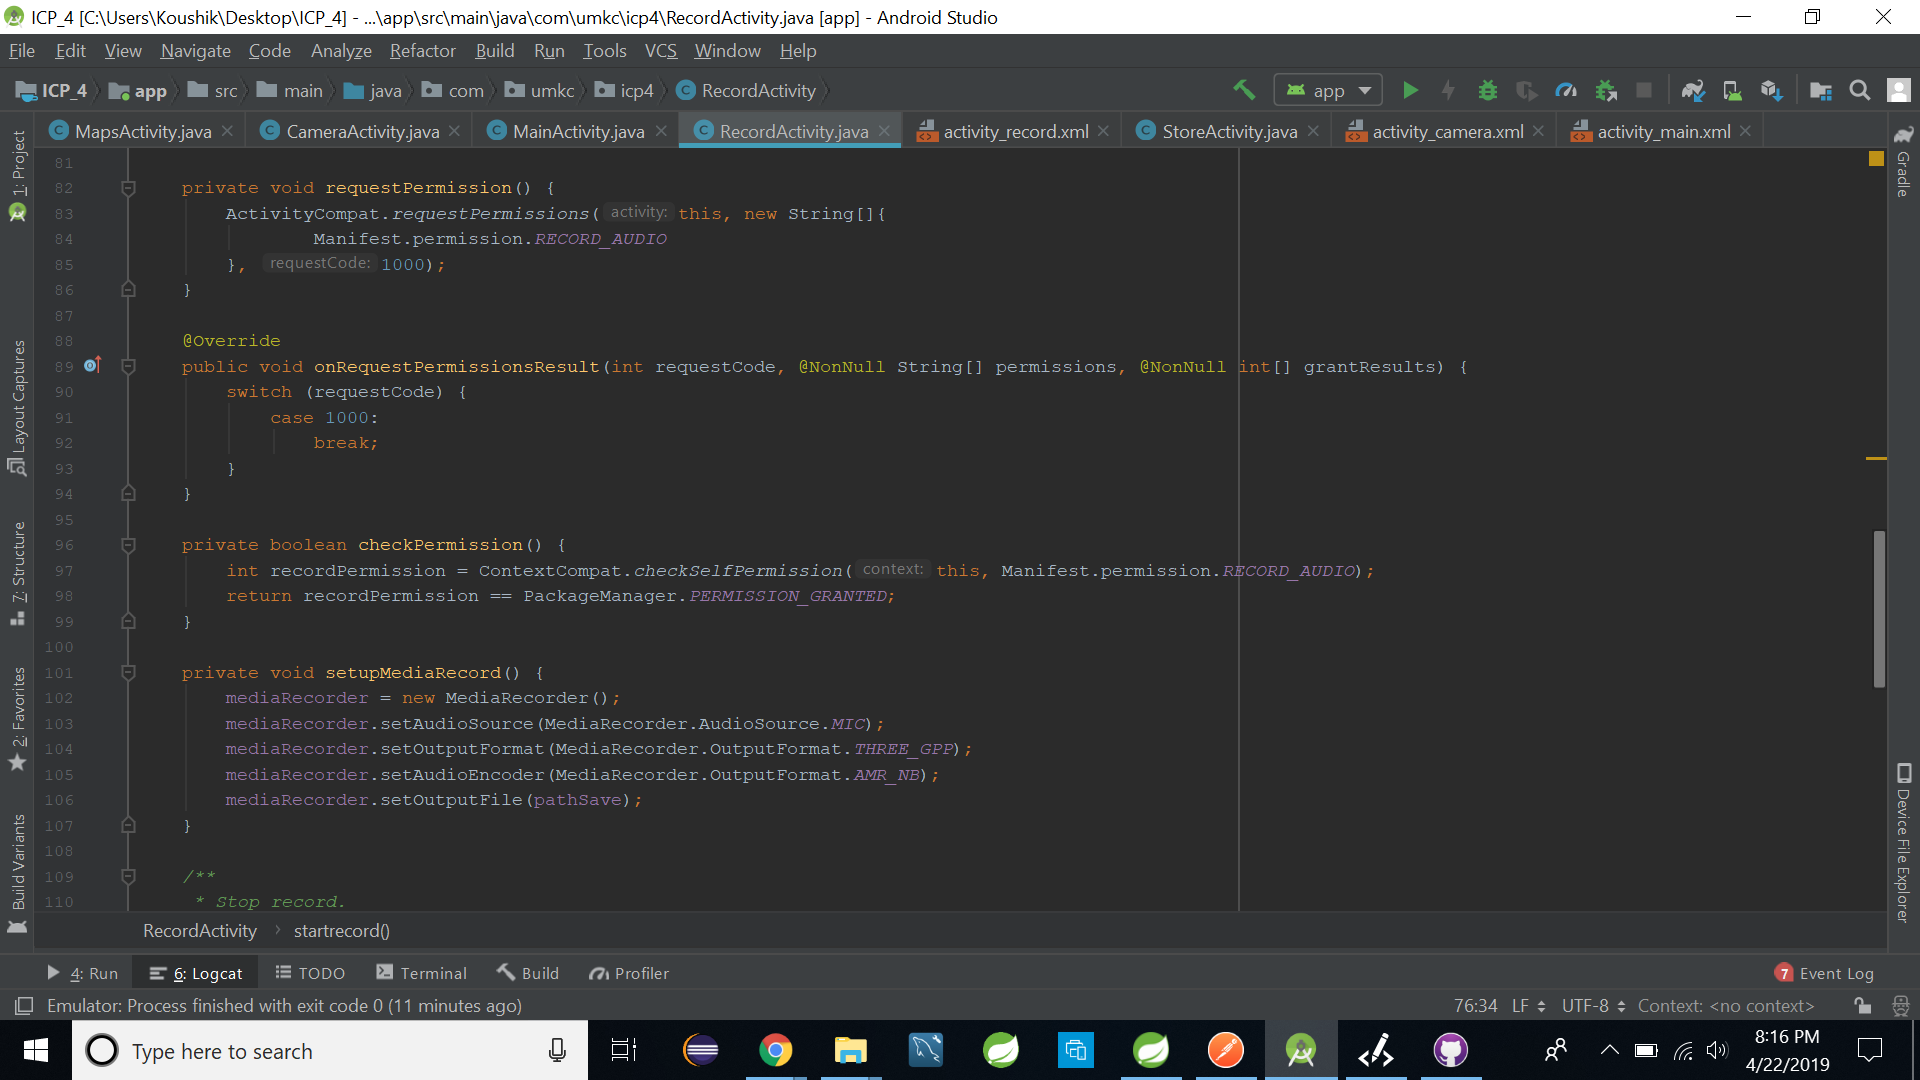 ICP_4 [C:\Users\Koushik\Desktop\ICP_4] - ...\app\src\main\java\com\umkc\icp4\RecordActivity.java [app] - Android Studio
File Edit View Navigate Code Analyze Refactor Build Run Tools VCS Window Help
ICP_4 app src main java com umkc icp4 RecordActivity app
MapsActivity.java CameraActivity.java MainActivity.java RecordActivity.java activity_record.xml StoreActivity.java activity_camera.xml activity_main.xml
1: Project
Layout Captures
7: Structure
2: Favorites
Build Variants
81
82 private void requestPermission() {
83 ActivityCompat.requestPermissions( activity: this, new String[]{
84 Manifest.permission.RECORD_AUDIO
85 }, requestCode: 1000);
86 }
87
88 @Override
89 public void onRequestPermissionsResult(int requestCode, @NonNull String[] permissions, @NonNull int[] grantResults) {
90 switch (requestCode) {
91 case 1000:
92 break;
93 }
94 }
95
96 private boolean checkPermission() {
97 int recordPermission = ContextCompat.checkSelfPermission( context: this, Manifest.permission.RECORD_AUDIO);
98 return recordPermission == PackageManager.PERMISSION_GRANTED;
99 }
100
101 private void setupMediaRecord() {
102 mediaRecorder = new MediaRecorder();
103 mediaRecorder.setAudioSource(MediaRecorder.AudioSource.MIC);
104 mediaRecorder.setOutputFormat(MediaRecorder.OutputFormat.THREE_GPP);
105 mediaRecorder.setAudioEncoder(MediaRecorder.OutputFormat.AMR_NB);
106 mediaRecorder.setOutputFile(pathSave);
107 }
108
109 /**
110 * Stop record.
Gradle
Device File Explorer
RecordActivity › startrecord()
4: Run 6: Logcat TODO Terminal Build Profiler 7 Event Log
Emulator: Process finished with exit code 0 (11 minutes ago) 76:34 LF UTF-8 Context: <no context>
Type here to search
8:16 PM
4/22/2019